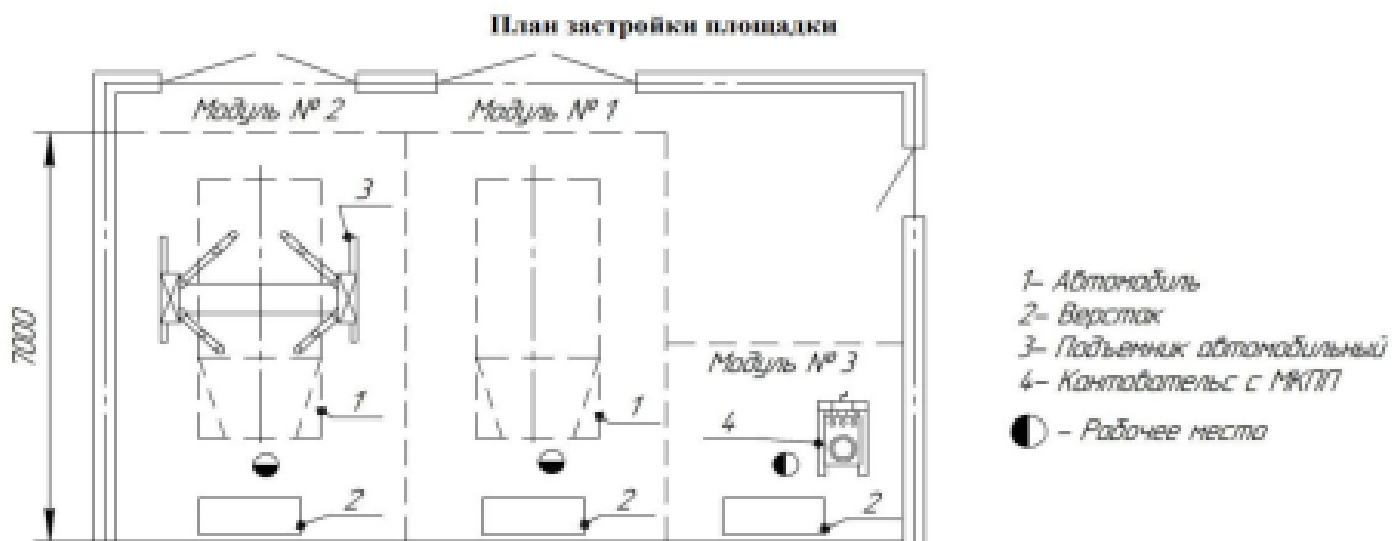 План застройки площадки
Модуль № 2
Модуль № 1
3
7000
Модуль № 3
1
1
4
2
2
2
1- Автомобиль
2- Верстак
3- Подъемник автомобильный
4- Кантовательс с МКПП
- Рабочее место